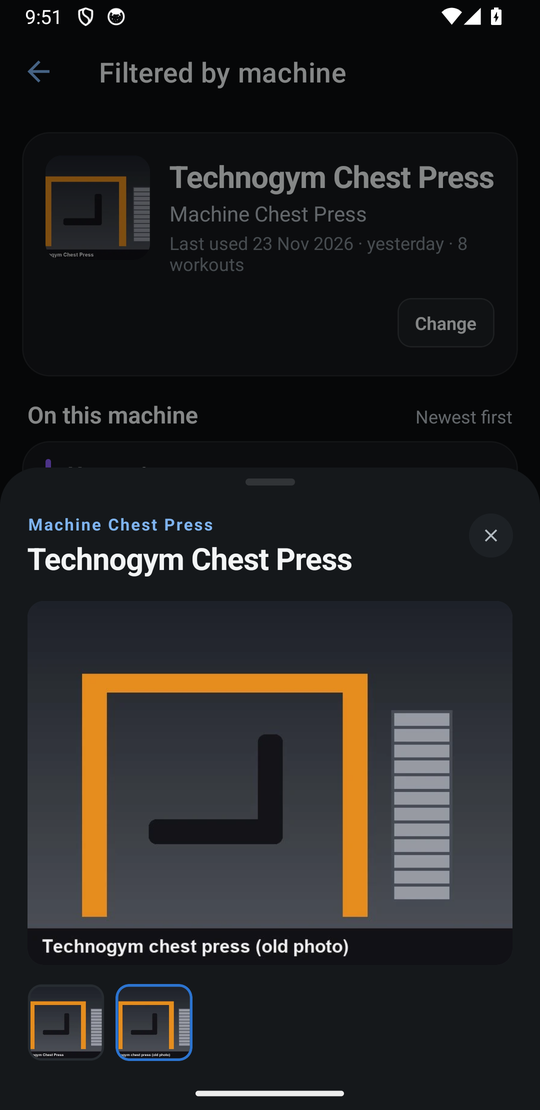 9:51
Filtered by machine
Technogym Chest Press
Machine Chest Press
Last used 23 Nov 2026 · yesterday · 8
workouts
Change
On this machine
Newest first
Machine Chest Press
Technogym Chest Press
Technogym chest press (old photo)